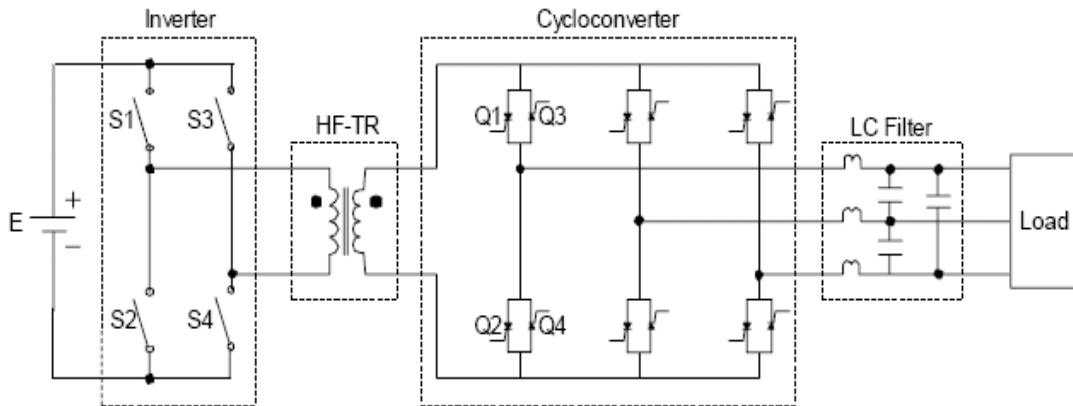 Inverter
Cycloconverter
S1
S3
HF-TR
Q1
Q3
LC Filter
E
+
−
Load
S2
S4
Q2
Q4